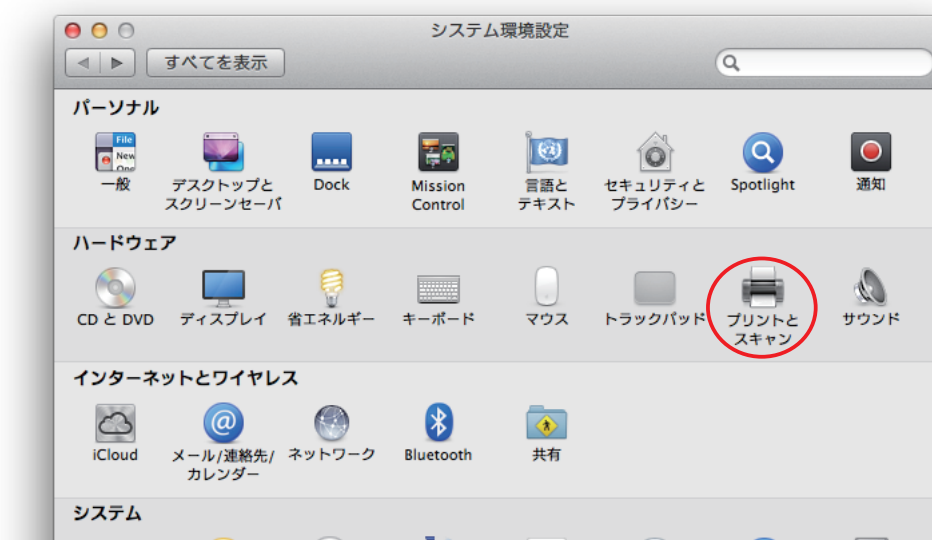 システム環境設定
すべてを表示
パーソナル
File
New
One
一般
デスクトップと
スクリーンセーバ
Dock
Mission
Control
言語と
テキスト
セキュリティと
プライバシー
Spotlight
通知
ハードウェア
CD と DVD
ディスプレイ
省エネルギー
キーボード
マウス
トラックパッド
プリントと
スキャン
サウンド
インターネットとワイヤレス
iCloud
@
メール/連絡先/
カレンダー
ネットワーク
Bluetooth
共有
システム